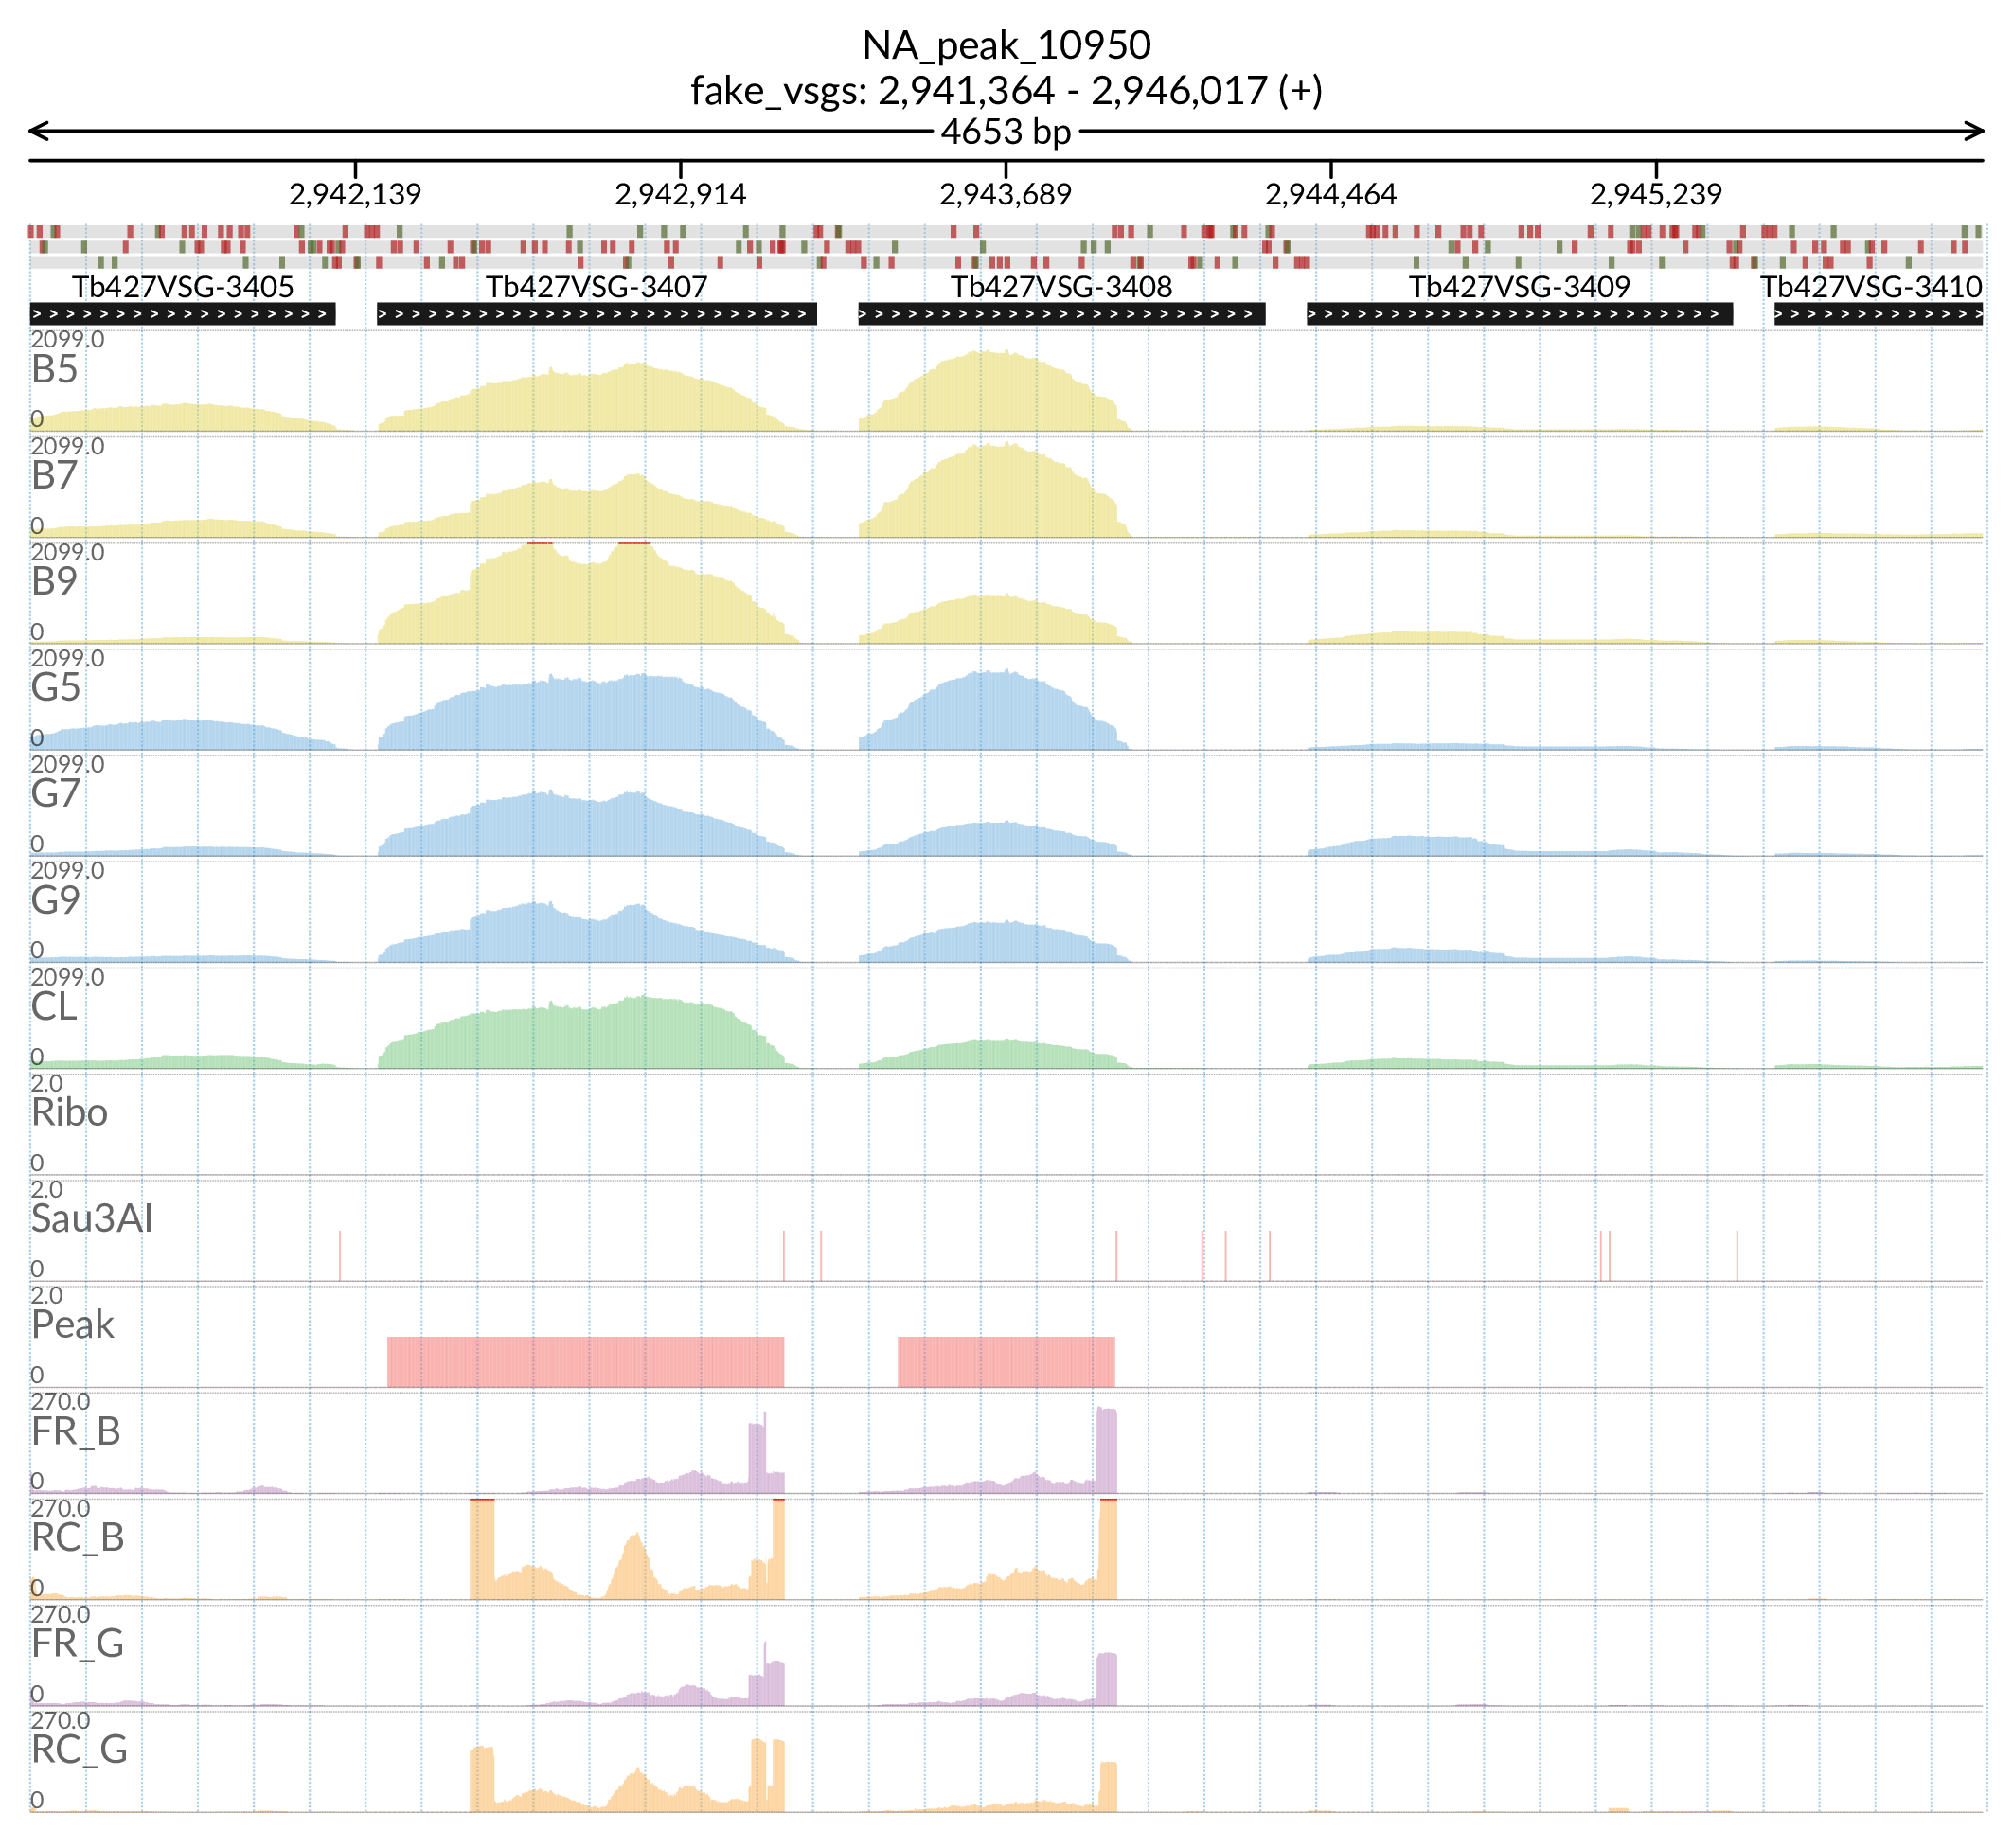 NA_peak_10950
fake_vsgs: 2,941,364 - 2,946,017 (+)
4653 bp
2,942,139 2,942,914 2,943,689 2,944,464 2,945,239
Tb427VSG-3405 Tb427VSG-3407 Tb427VSG-3408 Tb427VSG-3409 Tb427VSG-3410
2099.0
B5
0
2099.0
B7
0
2099.0
B9
0
2099.0
G5
0
2099.0
G7
0
2099.0
G9
0
2099.0
CL
0
2.0
Ribo
0
2.0
Sau3AI
0
2.0
Peak
0
270.0
FR_B
0
270.0
RC_B
0
270.0
FR_G
0
270.0
RC_G
0